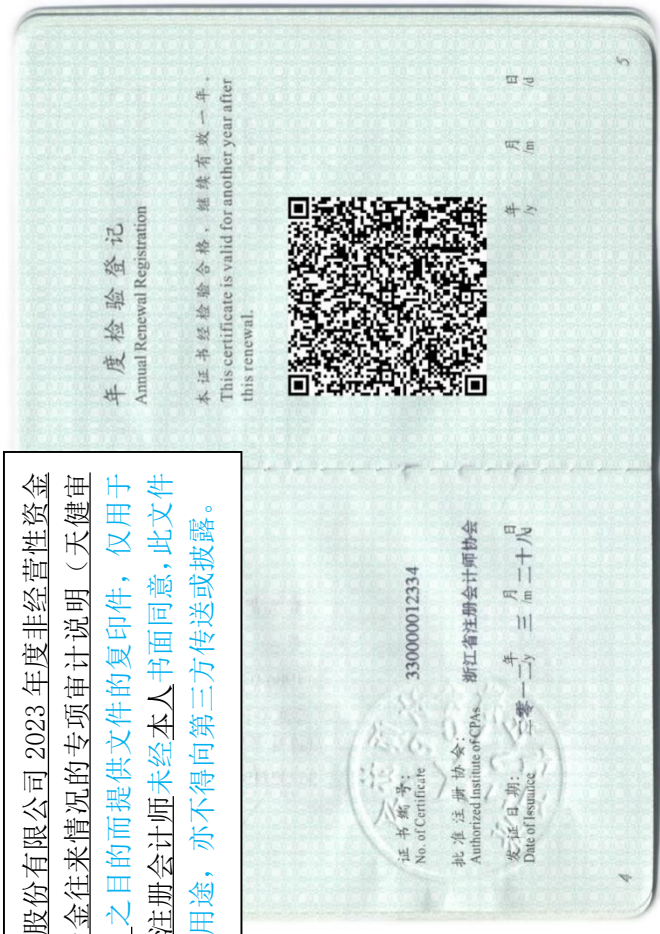 股份有限公司 2023 年度非经营性资金
金往来情况的专项审计说明（天健审
之目的而提供文件的复印件，仅用于
注册会计师未经本人书面同意，此文件
用途，亦不得向第三方传送或披露。
年度检验登记
Annual Renewal Registration
本证书经检验合格，继续有效一年。
This certificate is valid for another year after
this renewal.
年 月 日
/y /m /d
5
证书编号：
No. of Certificate
330000012334
批准注册协会：
Authorized Institute of CPAs
浙江省注册会计师协会
发证日期：
Date of Issuance
二零一二年 三 月 二十八日
/y /m /d
4